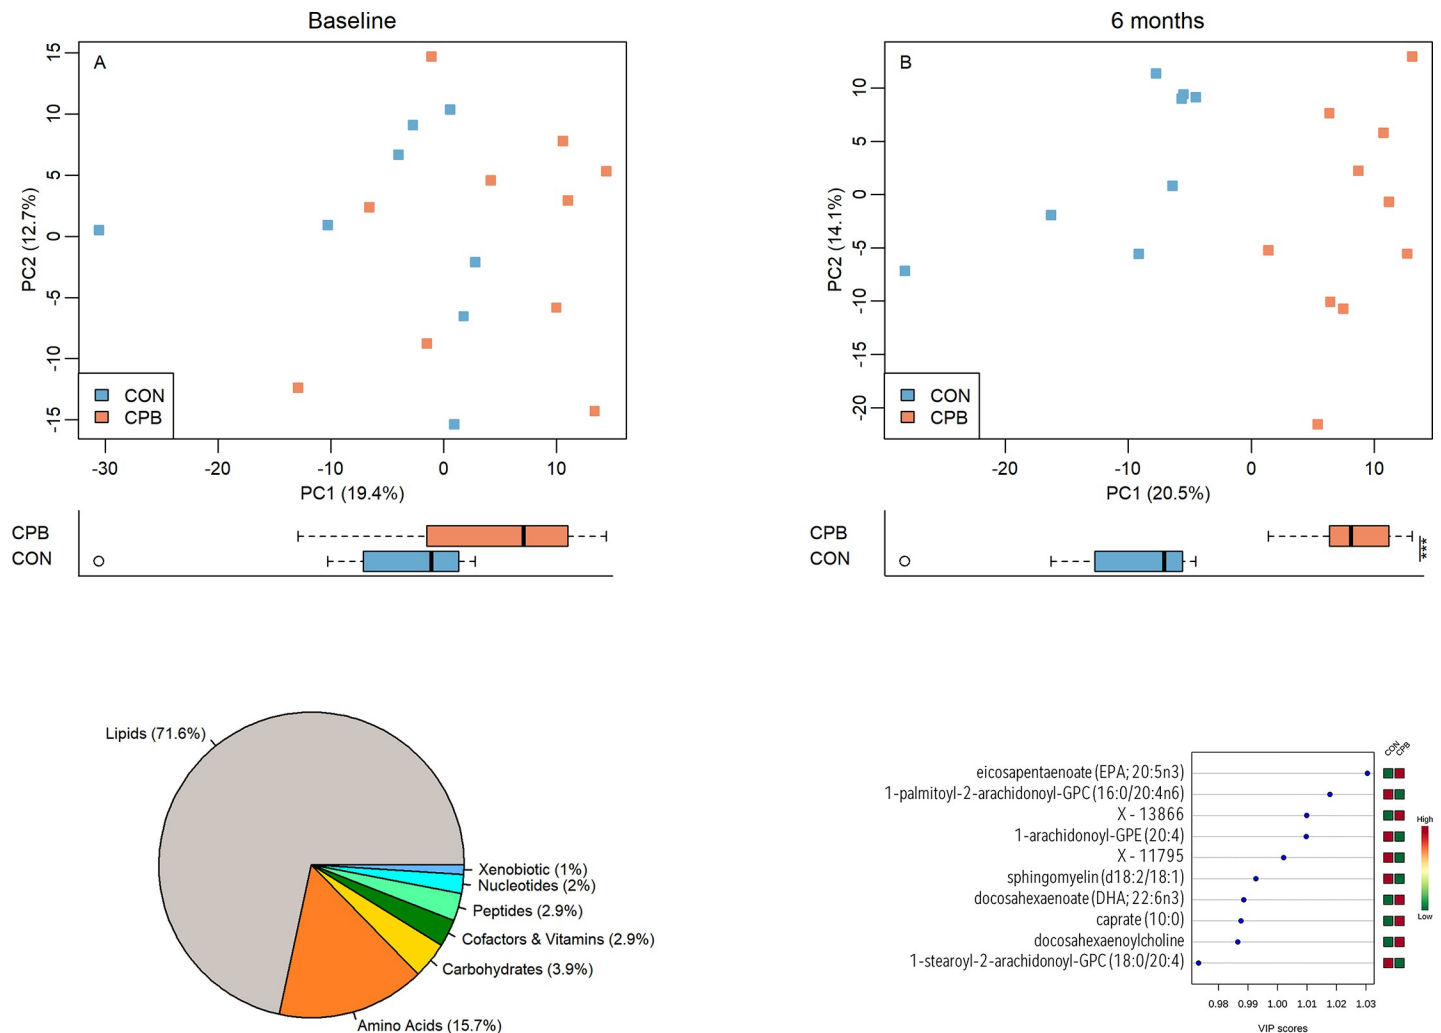 Baseline
A
PC2 (12.7%)
15
10
5
0
-5
-10
-15
CON
CPB
-30
-20
-10
0
10
PC1 (19.4%)
CPB
CON
6 months
B
PC2 (14.1%)
10
5
0
-5
-10
-15
-20
CON
CPB
-20
-10
0
10
PC1 (20.5%)
CPB
CON
***
Lipids (71.6%)
Xenobiotic (1%)
Nucleotides (2%)
Peptides (2.9%)
Cofactors & Vitamins (2.9%)
Carbohydrates (3.9%)
Amino Acids (15.7%)
CON
CPB
eicosapentaenoate (EPA; 20:5n3)
1-palmitoyl-2-arachidonoyl-GPC (16:0/20:4n6)
X - 13866
1-arachidonoyl-GPE (20:4)
X - 11795
sphingomyelin (d18:2/18:1)
docosahexaenoate (DHA; 22:6n3)
caprate (10:0)
docosahexaenoylcholine
1-stearoyl-2-arachidonoyl-GPC (18:0/20:4)
High
Low
0.98 0.99 1.00 1.01 1.02 1.03
VIP scores